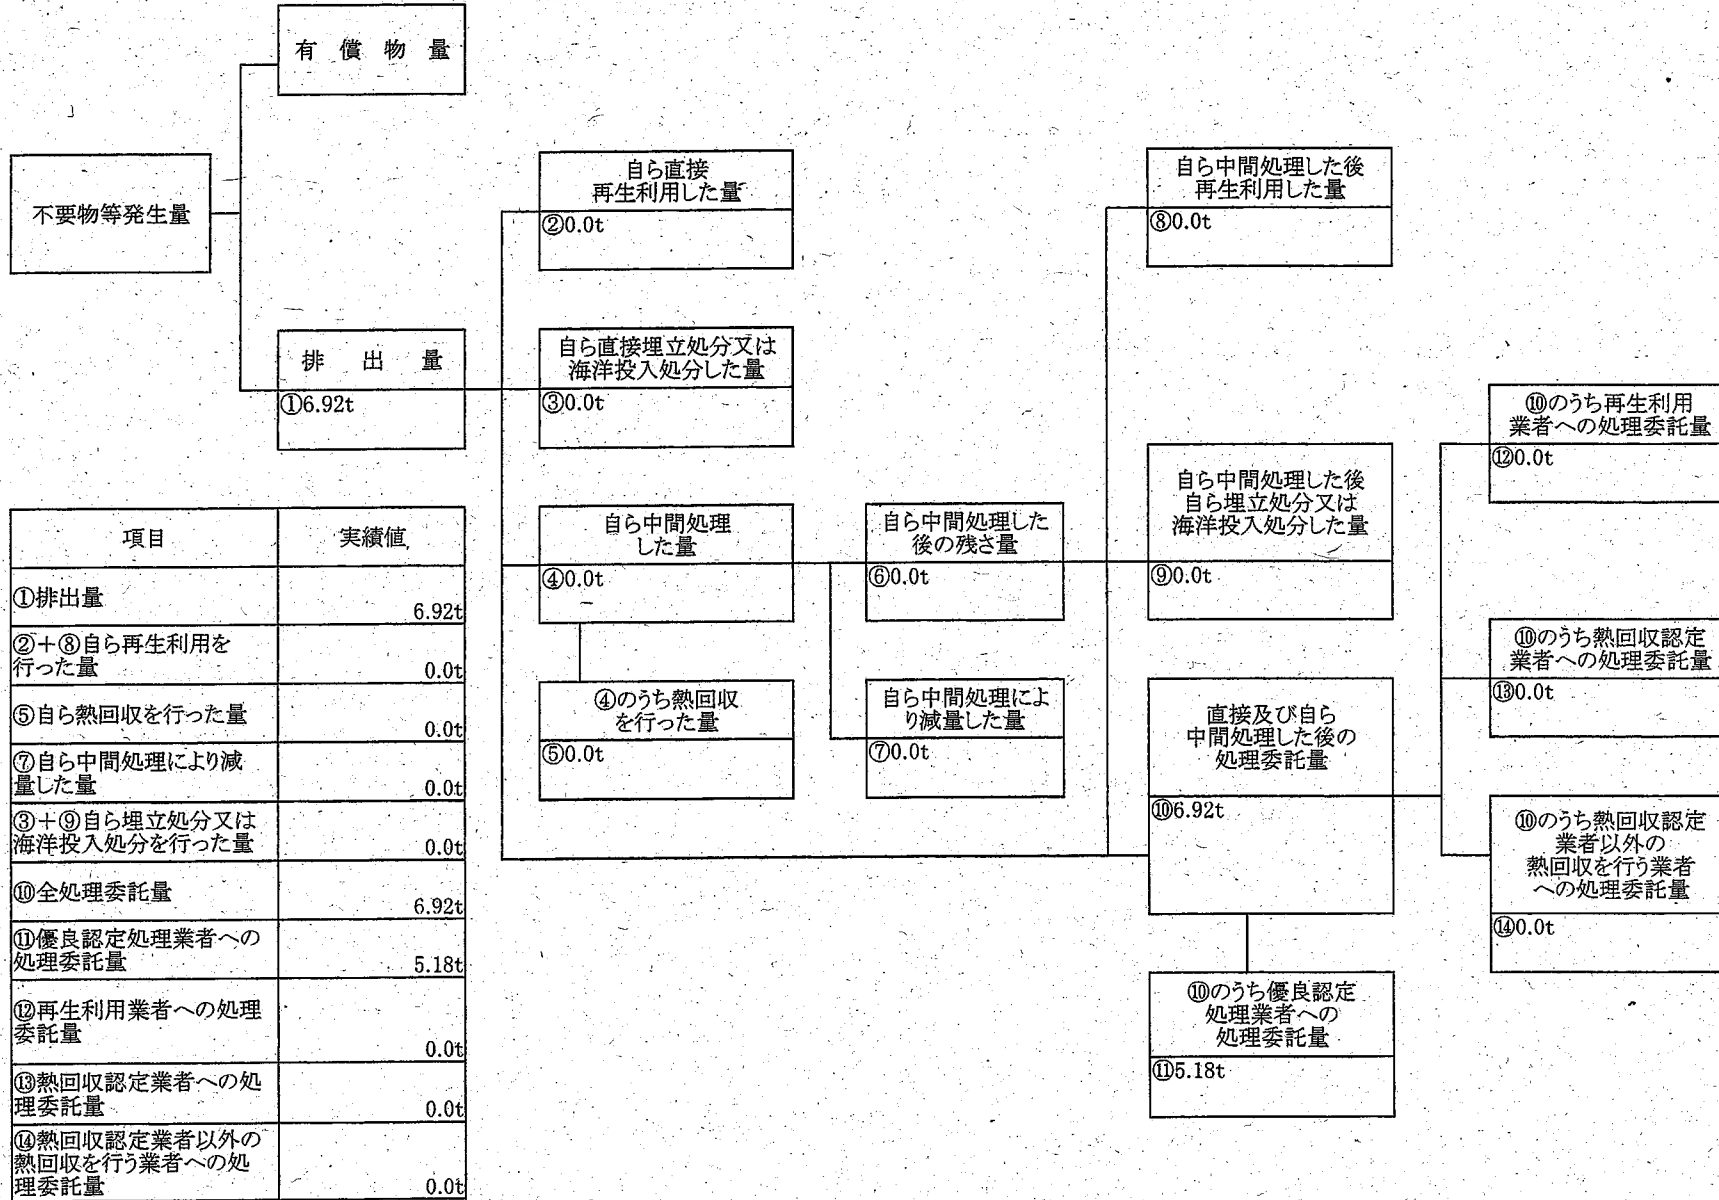 有償物量
不要物等発生量
排出量
①6.92t
自ら直接
再生利用した量
②0.0t
自ら直接埋立処分又は
海洋投入処分した量
③0.0t
自ら中間処理
した量
④0.0t
④のうち熱回収
を行った量
⑤0.0t
自ら中間処理した
後の残さ量
⑥0.0t
自ら中間処理によ
り減量した量
⑦0.0t
自ら中間処理した後
再生利用した量
⑧0.0t
自ら中間処理した後
自ら埋立処分又は
海洋投入処分した量
⑨0.0t
直接及び自ら
中間処理した後の
処理委託量
⑩6.92t
⑩のうち優良認定
処理業者への
処理委託量
⑪5.18t
⑩のうち再生利用
業者への処理委託量
⑫0.0t
⑩のうち熱回収認定
業者への処理委託量
⑬0.0t
⑩のうち熱回収認定
業者以外の
熱回収を行う業者
への処理委託量
⑭0.0t
項目 実績値
①排出量
6.92t
②+⑧自ら再生利用を
行った量
0.0t
⑤自ら熱回収を行った量
0.0t
⑦自ら中間処理により減
量した量
0.0t
③+⑨自ら埋立処分又は
海洋投入処分を行った量
0.0t
⑩全処理委託量
6.92t
⑪優良認定処理業者への
処理委託量
5.18t
⑫再生利用業者への処理
委託量
0.0t
⑬熱回収認定業者への処
理委託量
0.0t
⑭熱回収認定業者以外の
熱回収を行う業者への処
理委託量
0.0t